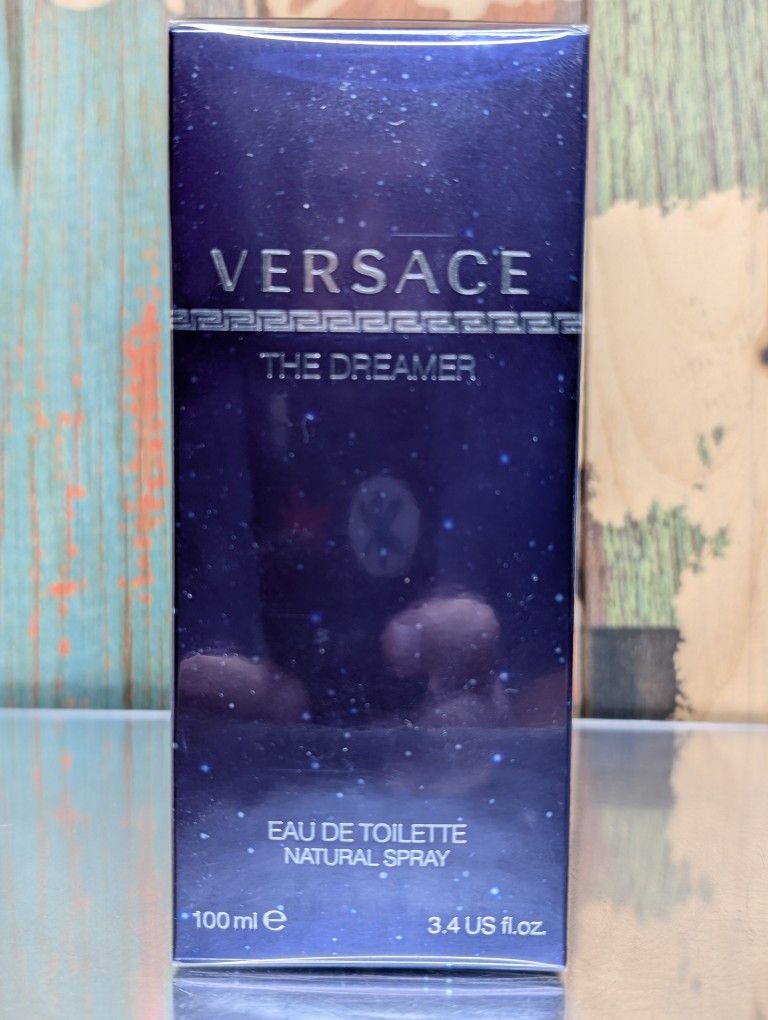 VERSACE
THE DREAMER
EAU DE TOILETTE
NATURAL SPRAY
100 ml ℮ 3.4 US fl.oz.